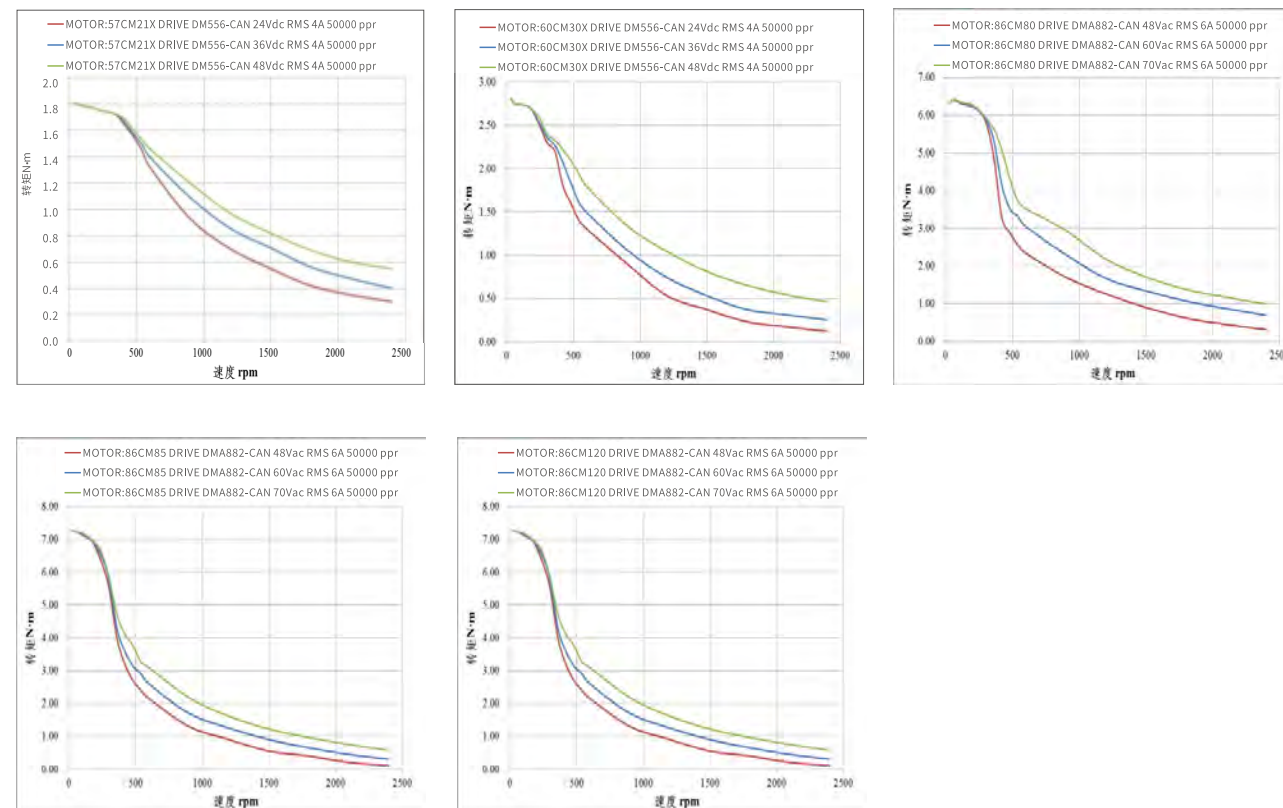 MOTOR:57CM21X DRIVE DM556-CAN 24Vdc RMS 4A 50000 ppr
MOTOR:57CM21X DRIVE DM556-CAN 36Vdc RMS 4A 50000 ppr
MOTOR:57CM21X DRIVE DM556-CAN 48Vdc RMS 4A 50000 ppr
2.0
1.8
1.6
1.4
1.2
1.0
0.8
0.6
0.4
0.2
0.0
转矩N·m
0 500 1000 1500 2000 2500
速度 rpm
MOTOR:60CM30X DRIVE DM556-CAN 24Vdc RMS 4A 50000 ppr
MOTOR:60CM30X DRIVE DM556-CAN 36Vdc RMS 4A 50000 ppr
MOTOR:60CM30X DRIVE DM556-CAN 48Vdc RMS 4A 50000 ppr
3.00
2.50
2.00
1.50
1.00
0.50
0.00
转矩N·m
0 500 1000 1500 2000 2500
速度 rpm
MOTOR:86CM80 DRIVE DMA882-CAN 48Vac RMS 6A 50000 ppr
MOTOR:86CM80 DRIVE DMA882-CAN 60Vac RMS 6A 50000 ppr
MOTOR:86CM80 DRIVE DMA882-CAN 70Vac RMS 6A 50000 ppr
7.00
6.00
5.00
4.00
3.00
2.00
1.00
0.00
转矩N·m
0 500 1000 1500 2000 2500
速度 rpm
MOTOR:86CM85 DRIVE DMA882-CAN 48Vac RMS 6A 50000 ppr
MOTOR:86CM85 DRIVE DMA882-CAN 60Vac RMS 6A 50000 ppr
MOTOR:86CM85 DRIVE DMA882-CAN 70Vac RMS 6A 50000 ppr
8.00
7.00
6.00
5.00
4.00
3.00
2.00
1.00
0.00
转矩N·m
0 500 1000 1500 2000 2500
速度 rpm
MOTOR:86CM120 DRIVE DMA882-CAN 48Vac RMS 6A 50000 ppr
MOTOR:86CM120 DRIVE DMA882-CAN 60Vac RMS 6A 50000 ppr
MOTOR:86CM120 DRIVE DMA882-CAN 70Vac RMS 6A 50000 ppr
8.00
7.00
6.00
5.00
4.00
3.00
2.00
1.00
0.00
转矩N·m
0 500 1000 1500 2000 2500
速度 rpm